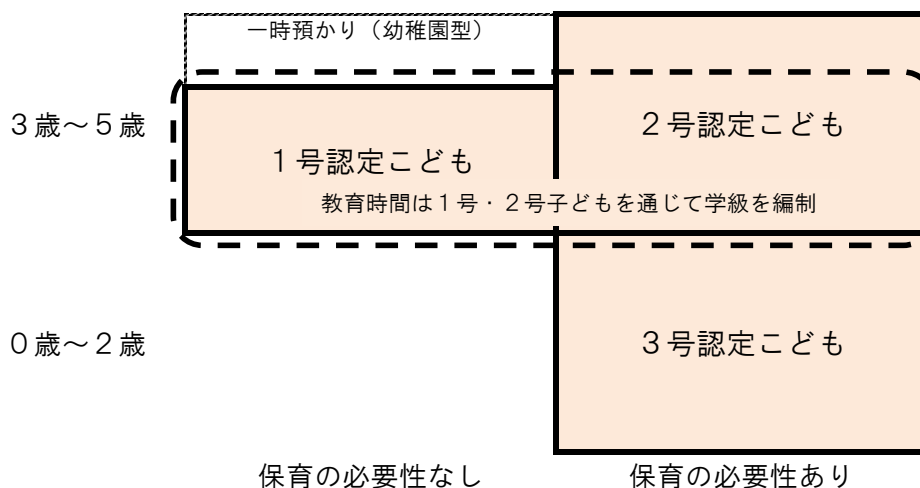 一時預かり（幼稚園型）
３歳～５歳
２号認定こども
１号認定こども
教育時間は１号・２号子どもを通じて学級を編制
０歳～２歳
３号認定こども
保育の必要性なし
保育の必要性あり